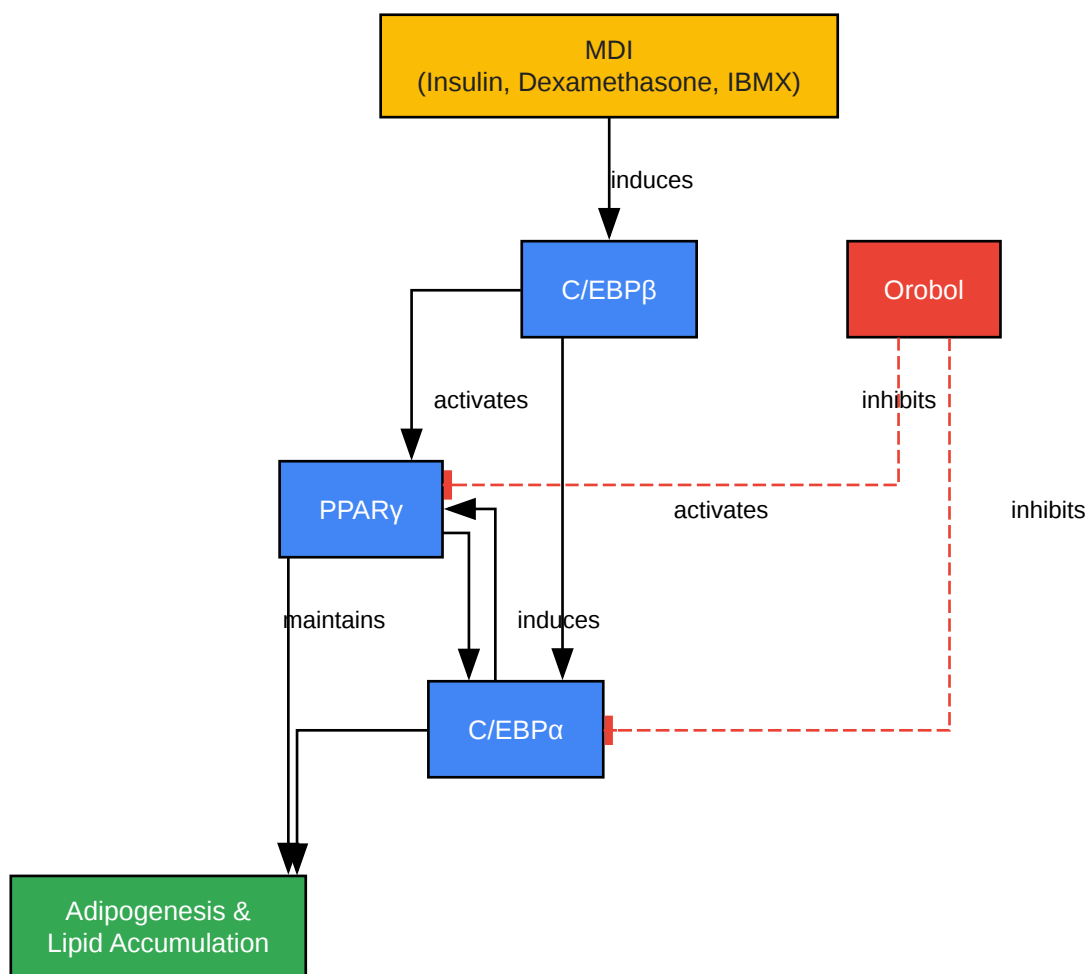 MDI
(Insulin, Dexamethasone, IBMX)
induces
C/EBPβ
Orobol
activates
inhibits
PPARγ
activates
inhibits
maintains
induces
C/EBPα
Adipogenesis &
Lipid Accumulation